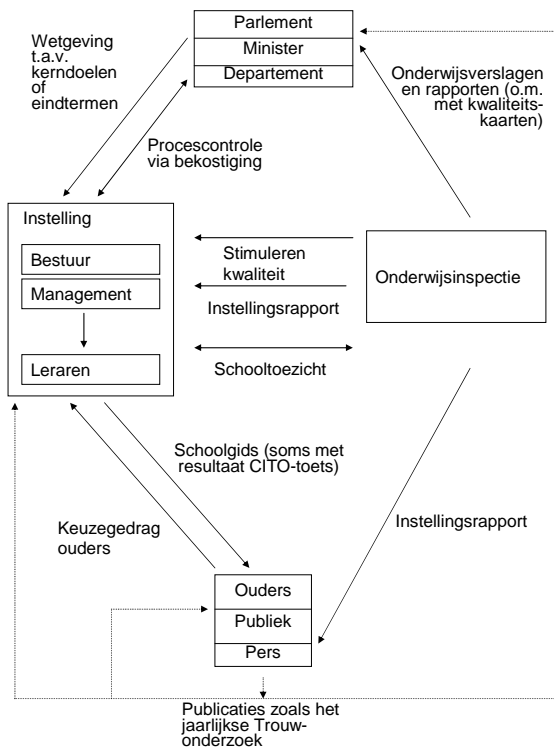 Parlement
Minister
Departement
Wetgeving
t.a.v.
kerndoelen
of
eindtermen
Onderwijsverslagen
en rapporten (o.m.
met kwaliteits-
kaarten)
Procescontrole
via bekostiging
Instelling
Bestuur
Management
Leraren
Stimuleren
kwaliteit
Instellingsrapport
Schooltoezicht
Onderwijsinspectie
Schoolgids (soms met
resultaat CITO-toets)
Keuzegedrag
ouders
Instellingsrapport
Ouders
Publiek
Pers
Publicaties zoals het
jaarlijkse Trouw-
onderzoek